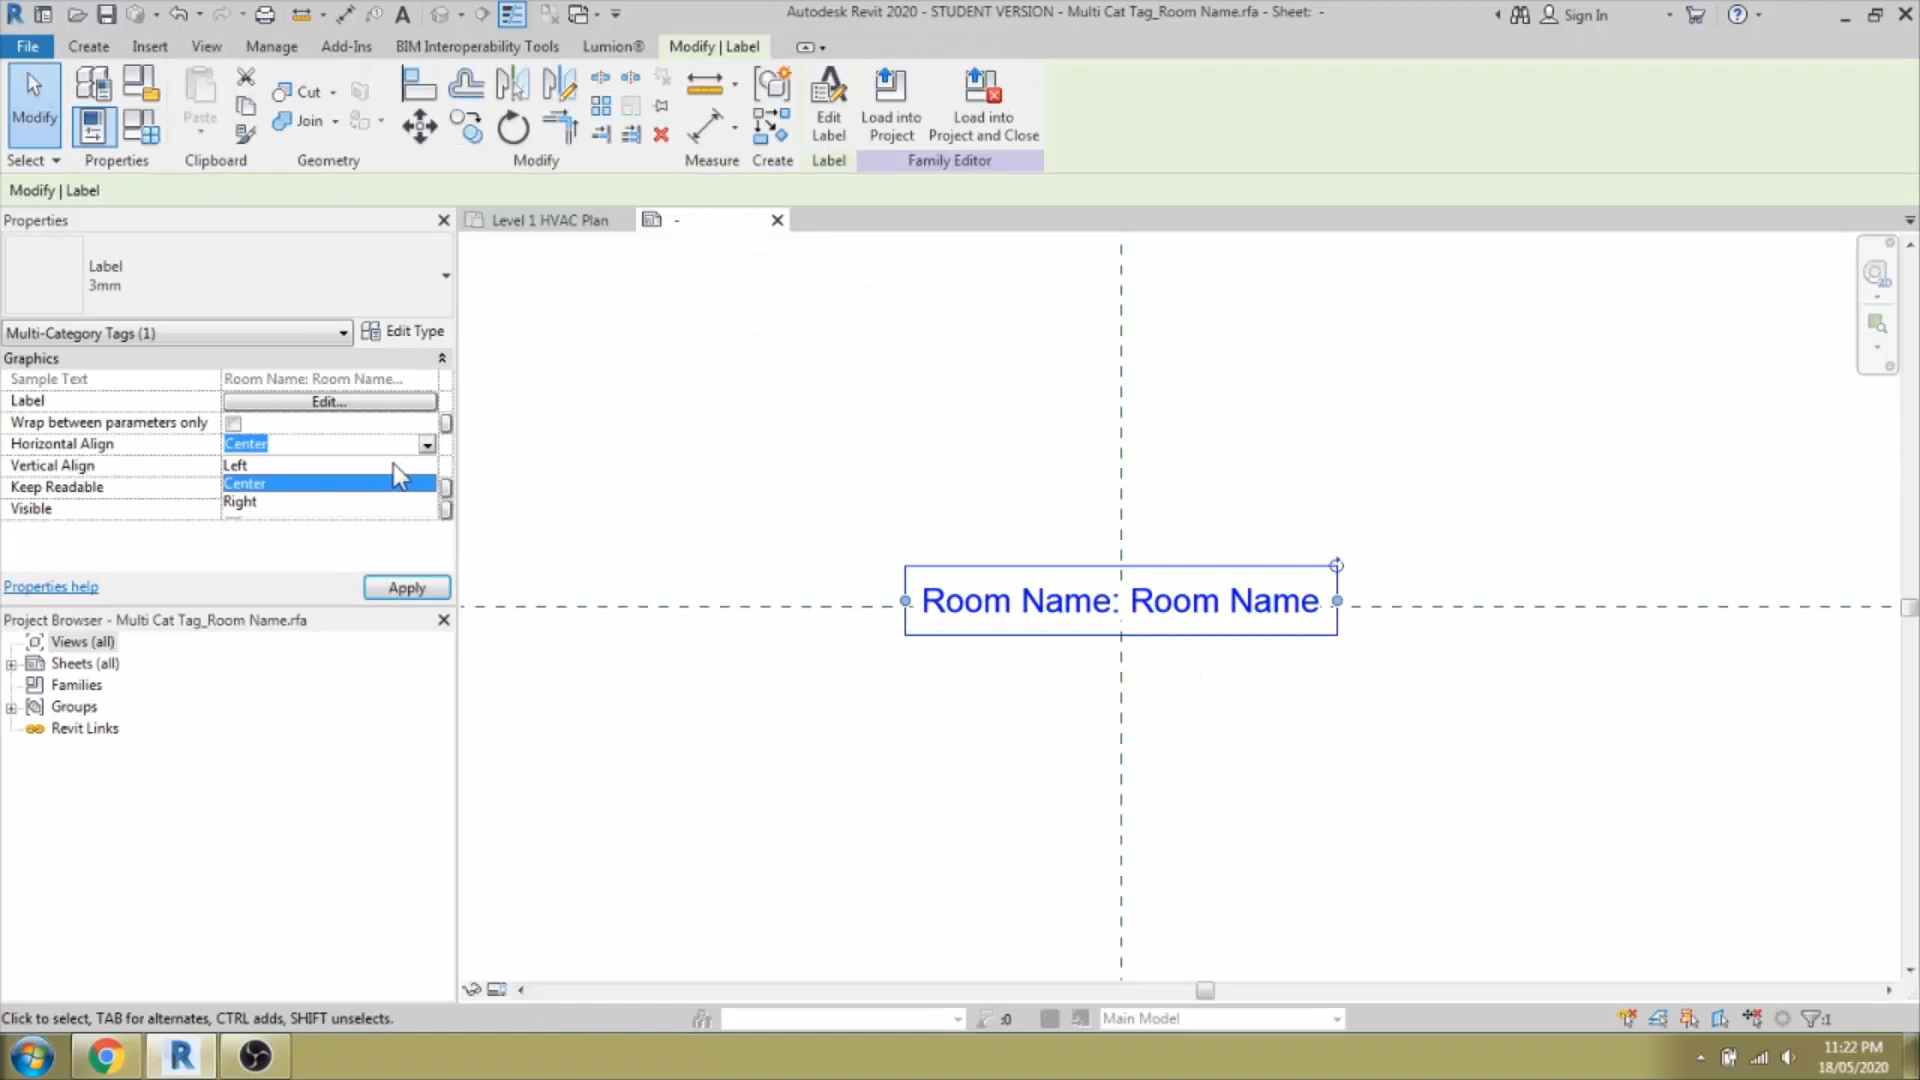 Autodesk Revit 2020 - STUDENT VERSION - Multi Cat Tag_Room Name.rfa - Sheet: -
Sign In
File Create Insert View Manage Add-Ins BIM Interoperability Tools Lumion® Modify | Label
Modify
Paste
Cut
Join
Edit Label
Load into Project
Load into Project and Close
Select Properties Clipboard Geometry Modify Measure Create Label Family Editor
Modify | Label
Properties
Level 1 HVAC Plan
-
Label
3mm
Multi-Category Tags (1)
Edit Type
Graphics
Sample Text Room Name: Room Name...
Label Edit...
Wrap between parameters only
Horizontal Align Center
Vertical Align Left
Center
Keep Readable
Right
Visible
Properties help
Apply
Room Name: Room Name
Project Browser - Multi Cat Tag_Room Name.rfa
Views (all)
Sheets (all)
Families
Groups
Revit Links
2D
Click to select, TAB for alternates, CTRL adds, SHIFT unselects.
:0
Main Model
:1
11:22 PM
18/05/2020